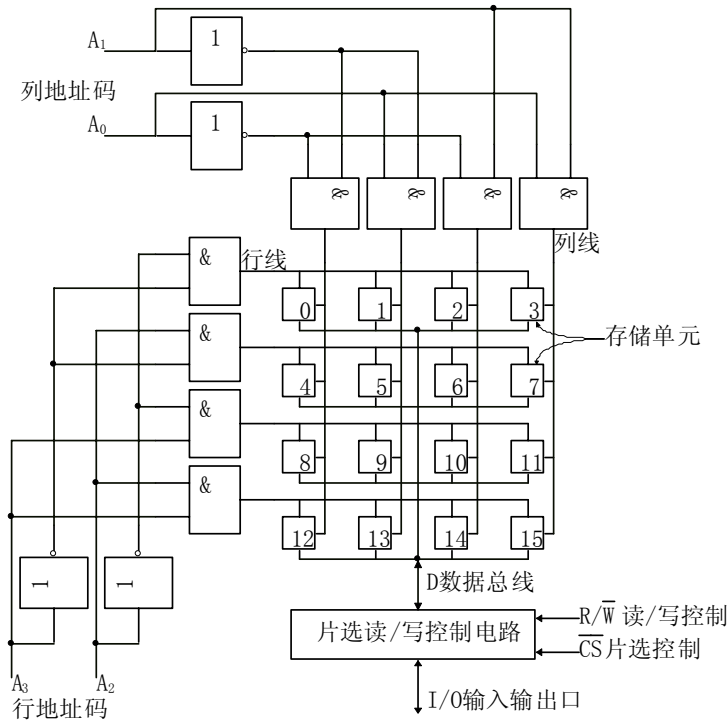 A1
1
列地址码
A0
1
& & & &
列线
& 行线
0 1 2 3
存储单元
&
4 5 6 7
&
8 9 10 11
&
12 13 14 15
1 1
D数据总线
片选读/写控制电路
R/W̅ 读/写控制
C̅S̅片选控制
A3 A2
行地址码
I/O输入输出口